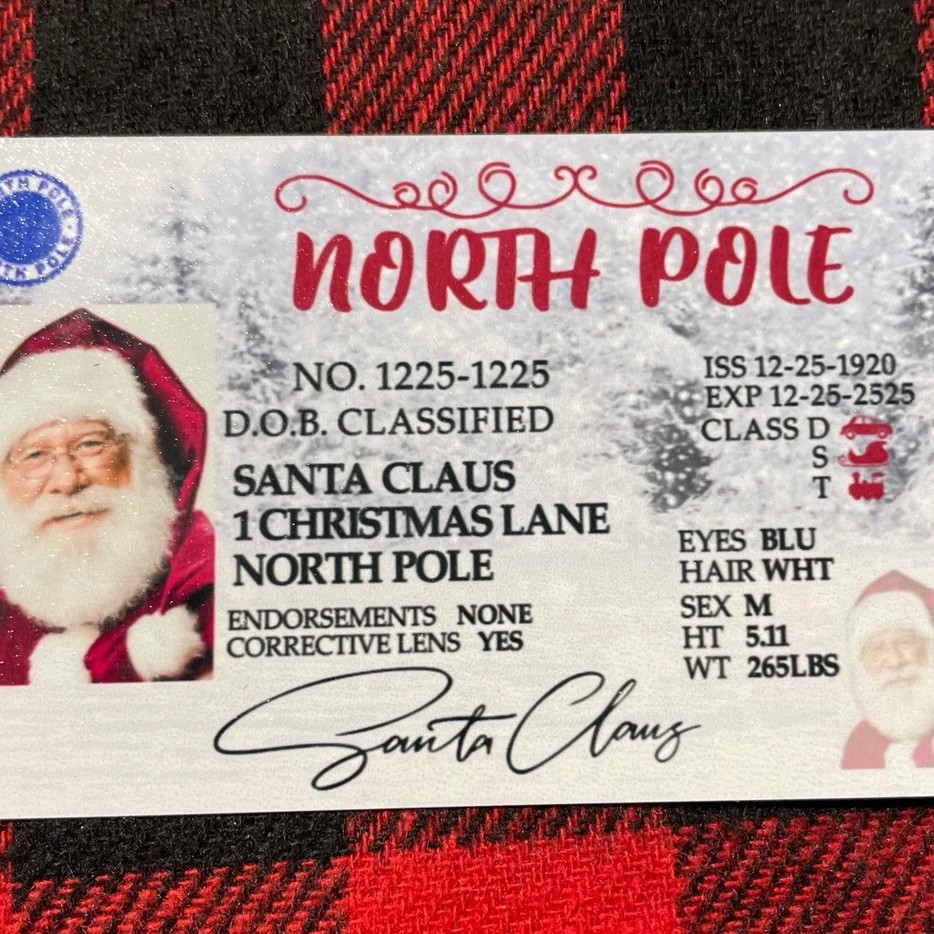 NORTH POLE
NORTH POLE
NORTH POLE
NO. 1225-1225
D.O.B. CLASSIFIED
SANTA CLAUS
1 CHRISTMAS LANE
NORTH POLE
ENDORSEMENTS NONE
CORRECTIVE LENS YES
ISS 12-25-1920
EXP 12-25-2525
CLASS D
S
T
EYES BLU
HAIR WHT
SEX M
HT 5.11
WT 265LBS
Santa Claus